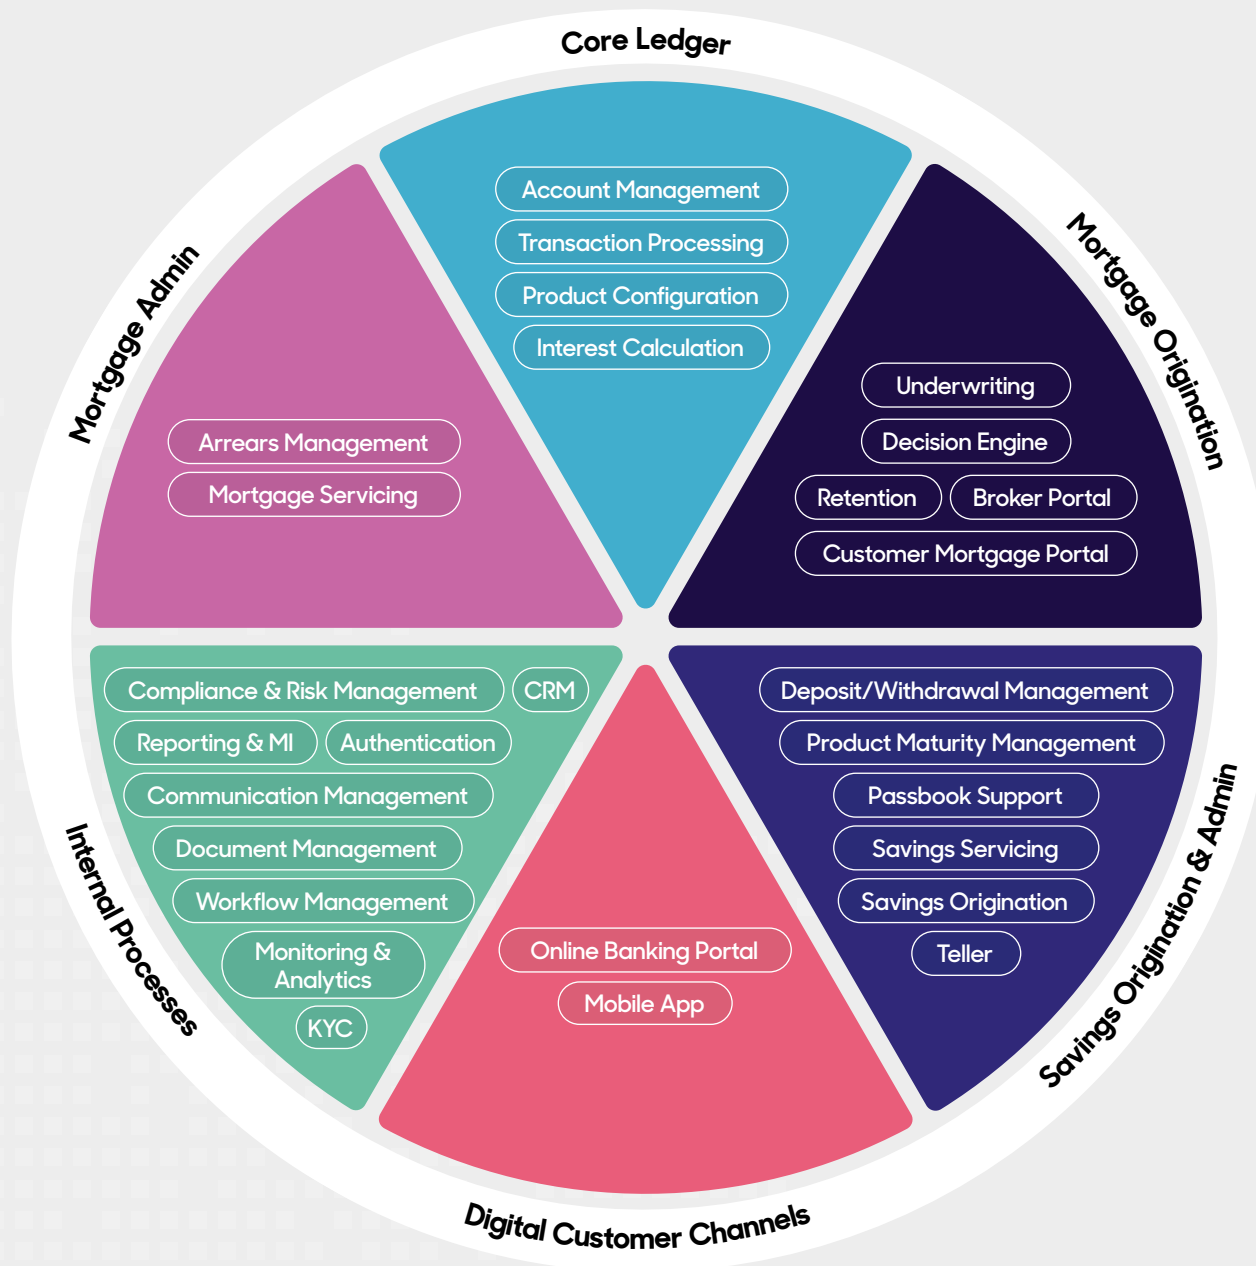 Core Ledger
Account Management
Transaction Processing
Product Configuration
Interest Calculation
Mortgage Origination
Underwriting
Decision Engine
Retention
Broker Portal
Customer Mortgage Portal
Savings Origination & Admin
Deposit/Withdrawal Management
Product Maturity Management
Passbook Support
Savings Servicing
Savings Origination
Teller
Digital Customer Channels
Online Banking Portal
Mobile App
Internal Processes
Compliance & Risk Management
CRM
Reporting & MI
Authentication
Communication Management
Document Management
Workflow Management
Monitoring &
Analytics
KYC
Mortgage Admin
Arrears Management
Mortgage Servicing